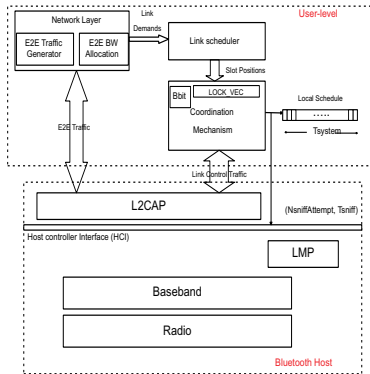 User-level
Network Layer
E2E Traffic
Generator
E2E BW
Allocation
Link
Demands
Link scheduler
Slot Positions
Bbit
LOCK_VEC
Coordination
Mechanism
Local Schedule
.....
Tsystem
E2E Traffic
Link Control Traffic
L2CAP
(NsniffAttempt, Tsniff)
Host controller Interface (HCI)
LMP
Baseband
Radio
Bluetooth Host